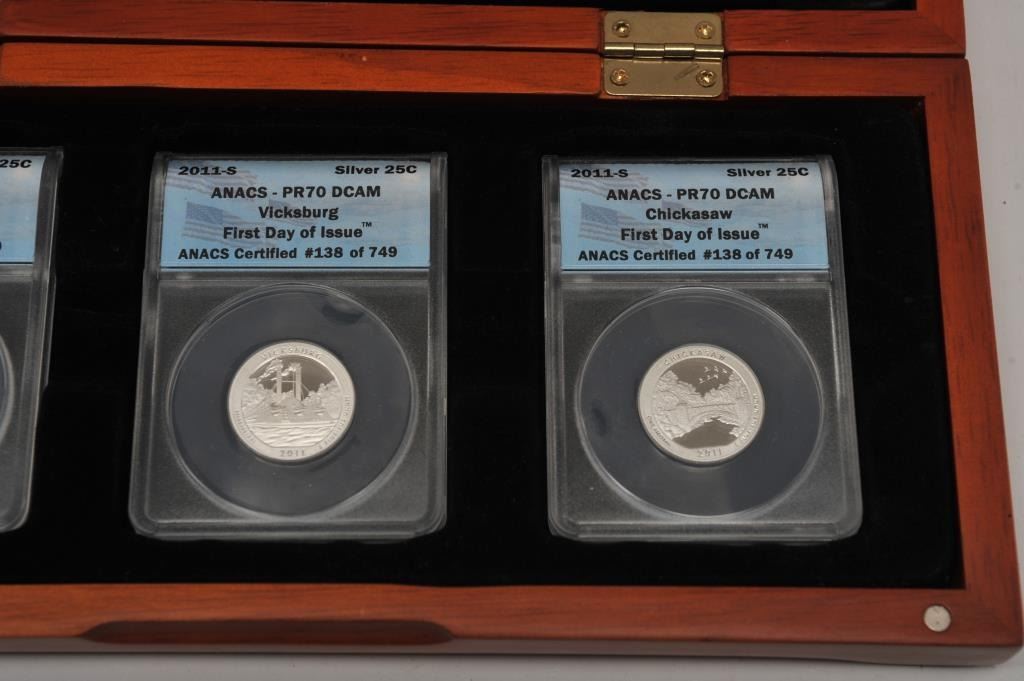 25C
2011-S Silver 25C
ANACS - PR70 DCAM
Vicksburg
First Day of Issue™
ANACS Certified #138 of 749
VICKSBURG
2011
2011-S Silver 25C
ANACS - PR70 DCAM
Chickasaw
First Day of Issue™
ANACS Certified #138 of 749
CHICKASAW
2011